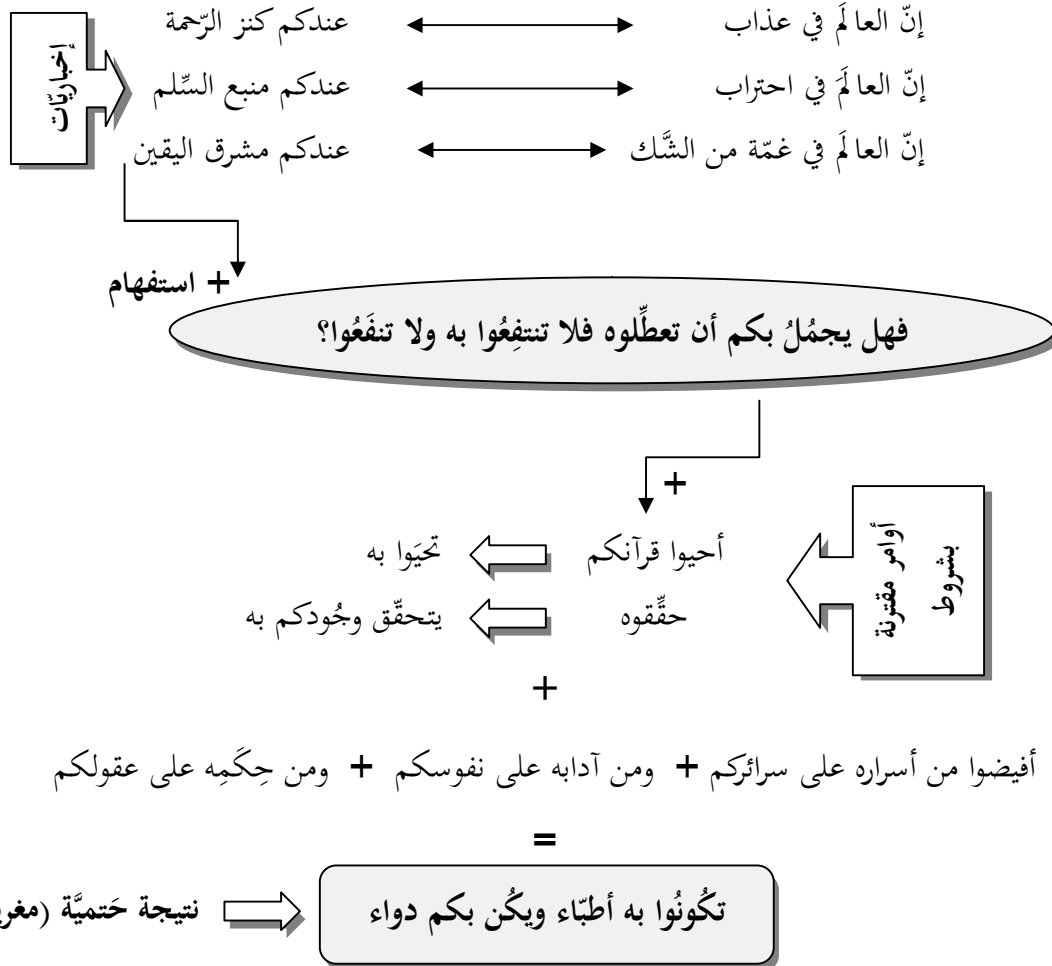 إنّ العالَم في عذاب عندكم كنز الرّحمة
إنّ العالَم في احتراب عندكم منبع السِّلم
إنّ العالَم في غمّة من الشَّك عندكم مشرق اليقين
إخباريّات
+ استفهام
فهل يجمُلُ بكم أن تعطِّلوه فلا تنتفِعُوا به ولا تنفَعُوا؟
+
أحيوا قرآنكم تحيَوا به
حقِّقوه يتحقّق وجُودكم به
أوامر مقترنة
بشروط
+
أفيضوا من أسراره على سرائركم + ومن آدابه على نفوسكم + ومن حِكَمِه على عقولكم
=
تكُونُوا به أطبّاء ويكُن بكم دواء
نتيجة حَتميَّة